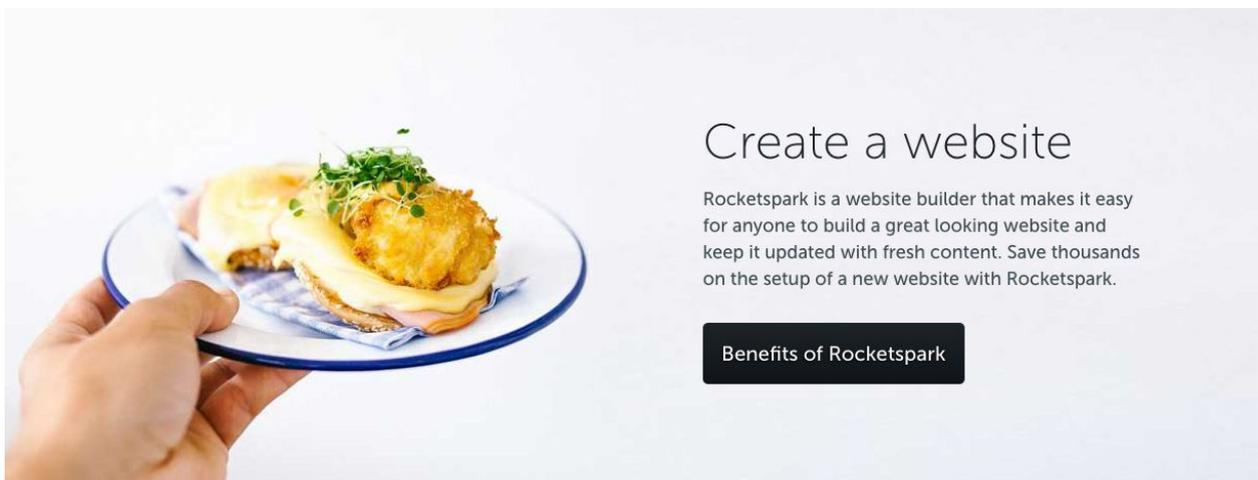 Create a website
Rocketspark is a website builder that makes it easy
for anyone to build a great looking website and
keep it updated with fresh content. Save thousands
on the setup of a new website with Rocketspark.
Benefits of Rocketspark